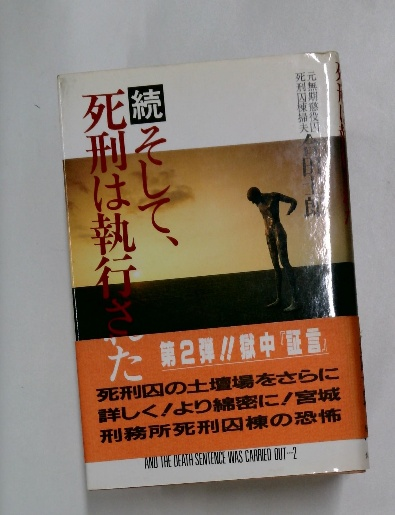 続
そして、
死刑は執行された
元無期懲役囚
死刑囚棟掃夫
第2弾!!獄中『証言』
死刑囚の土壇場をさらに
詳しく!より綿密に!宮城
刑務所死刑囚棟の恐怖
AND THE DEATH SENTENCE WAS CARRIED OUT—2